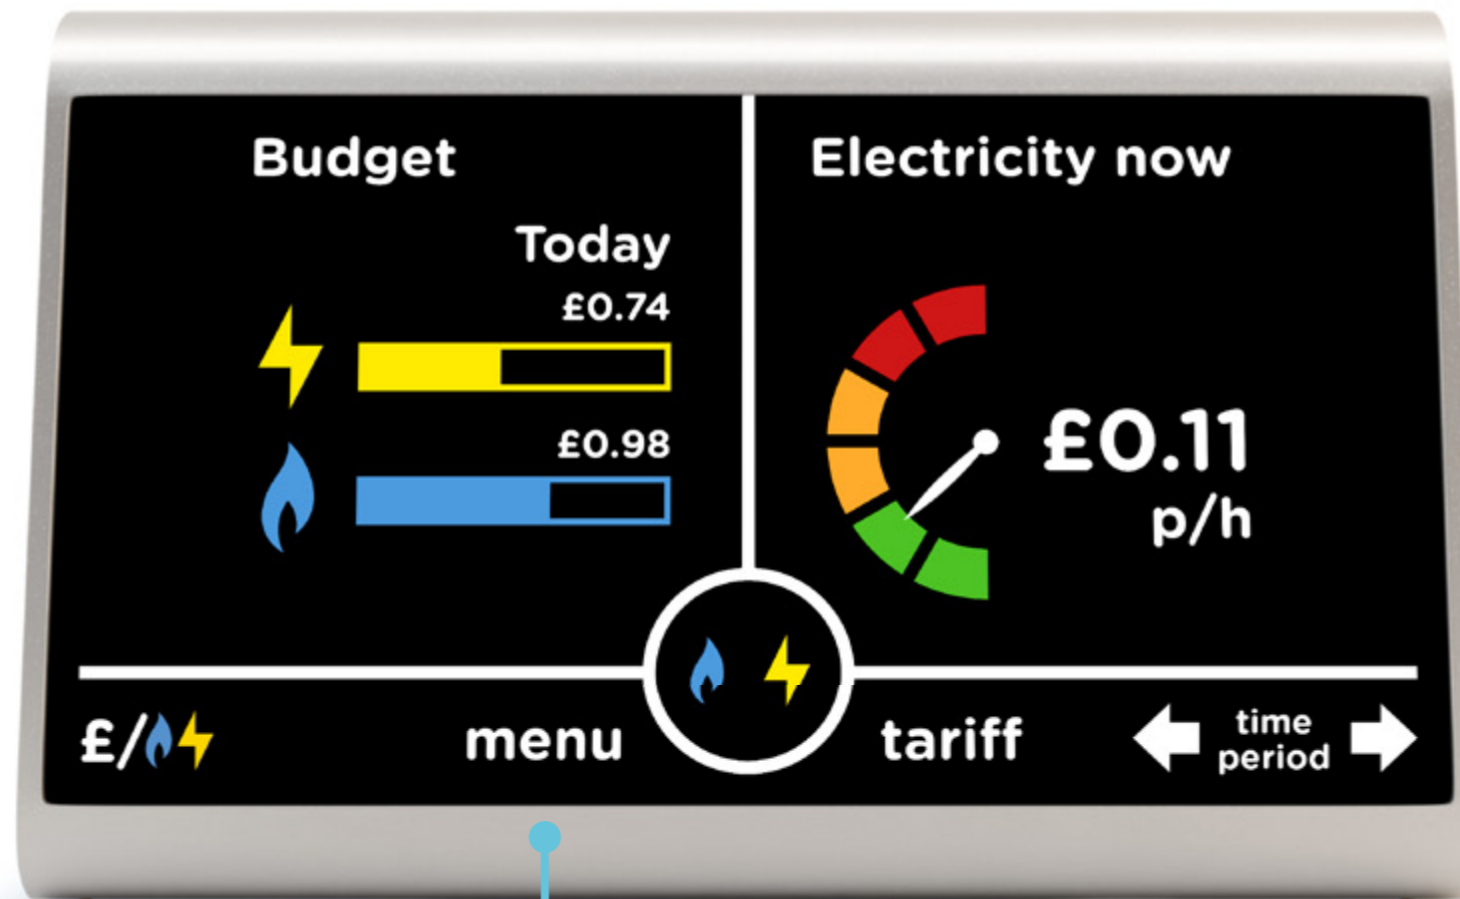 Budget
Today
£0.74
£0.98
Electricity now
£0.11
p/h
£/
menu
tariff
time
period